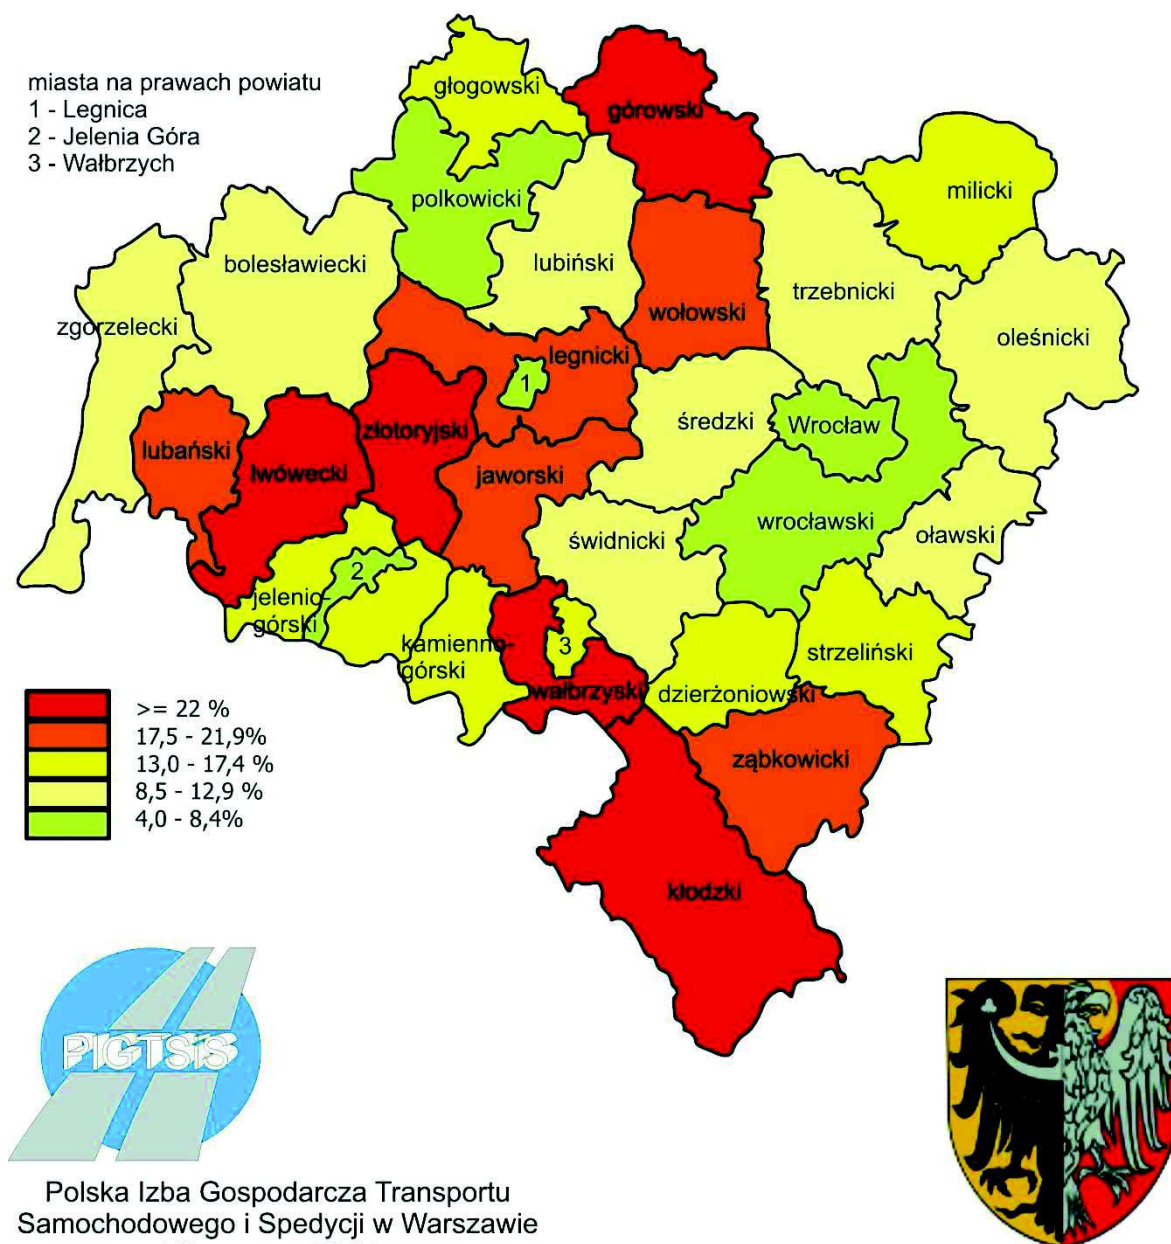 miasta na prawach powiatu
1 - Legnica
2 - Jelenia Góra
3 - Wałbrzych
głogowski
górowski
milicki
polkowicki
lubiński
bolesławiecki
trzebnicki
wołowski
zgorzelecki
oleśnicki
legnicki
1
złotoryjski
średzki
Wrocław
lubański
lwówecki
jaworski
wrocławski
oławski
świdnicki
2
jelenio-
górski
kamienno-
górski
3
strzeliński
wałbrzyski
dzierżoniowski
ząbkowicki
kłodzki
>= 22 %
17,5 - 21,9%
13,0 - 17,4 %
8,5 - 12,9 %
4,0 - 8,4%
PIGTSIS
Polska Izba Gospodarcza Transportu
Samochodowego i Spedycji w Warszawie